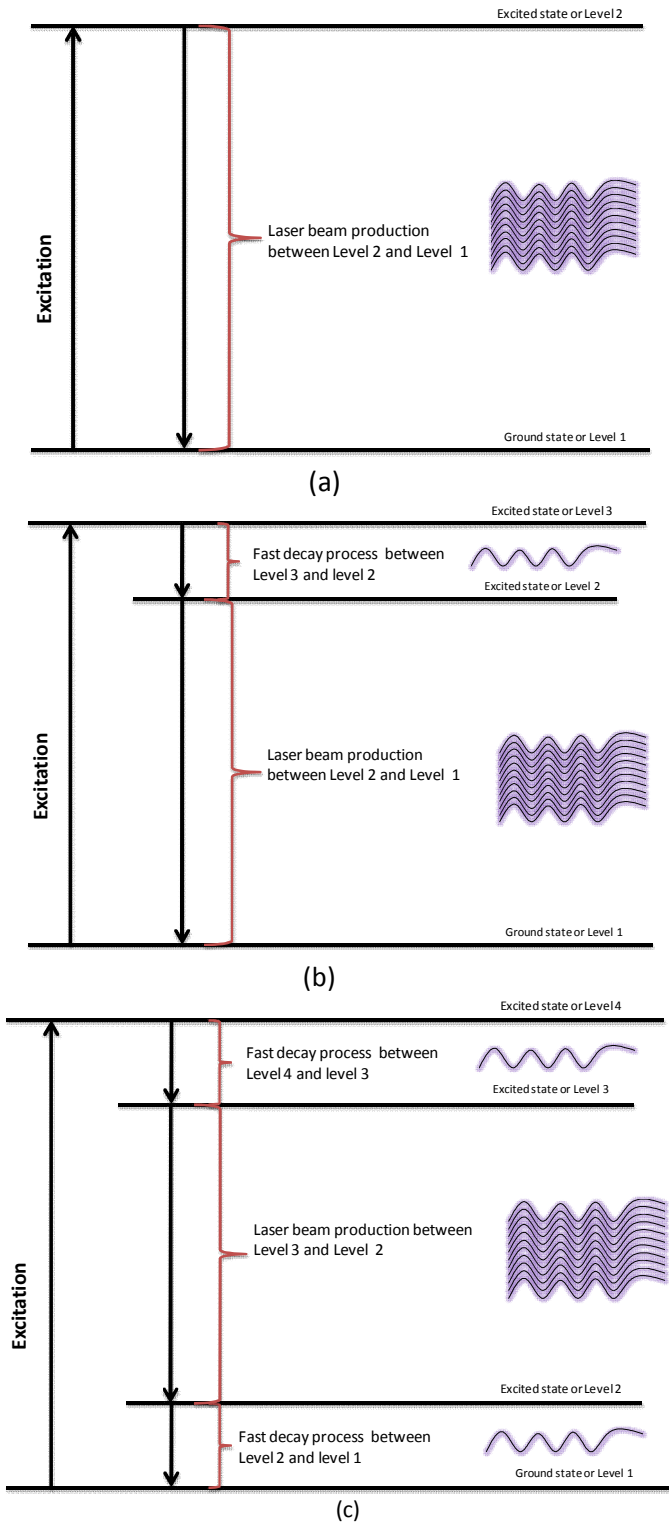 Excited state or Level 2
Excitation
Laser beam production
between Level 2 and Level 1
Ground state or Level 1
(a)
Excited state or Level 3
Fast decay process between
Level 3 and level 2
Excited state or Level 2
Excitation
Laser beam production
between Level 2 and Level 1
Ground state or Level 1
(b)
Excited state or Level 4
Fast decay process between
Level 4 and level 3
Excited state or Level 3
Excitation
Laser beam production between
Level 3 and Level 2
Excited state or Level 2
Fast decay process between
Level 2 and level 1
Ground state or Level 1
(c)